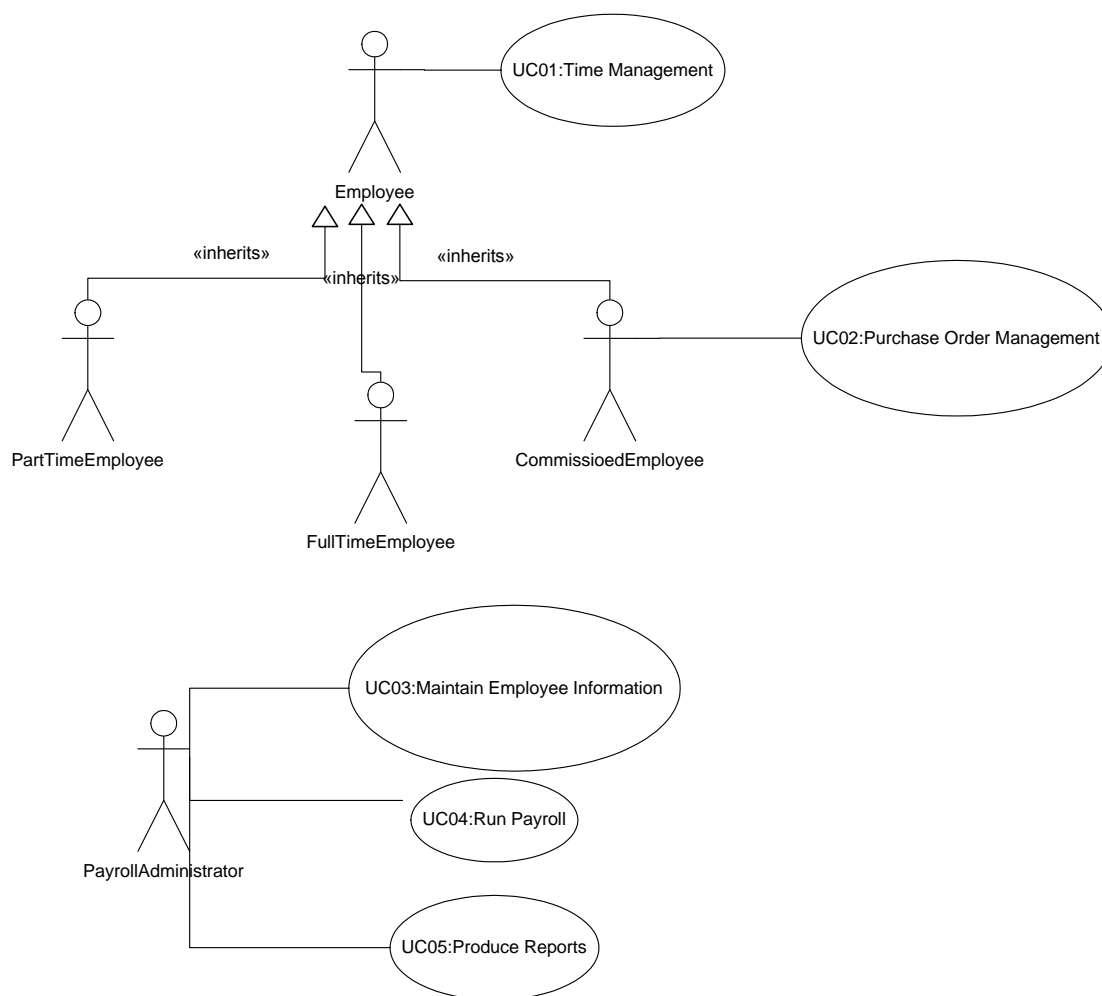 UC01:Time Management
Employee
«inherits»
«inherits»
«inherits»
UC02:Purchase Order Management
PartTimeEmployee
CommissioedEmployee
FullTimeEmployee
UC03:Maintain Employee Information
UC04:Run Payroll
PayrollAdministrator
UC05:Produce Reports